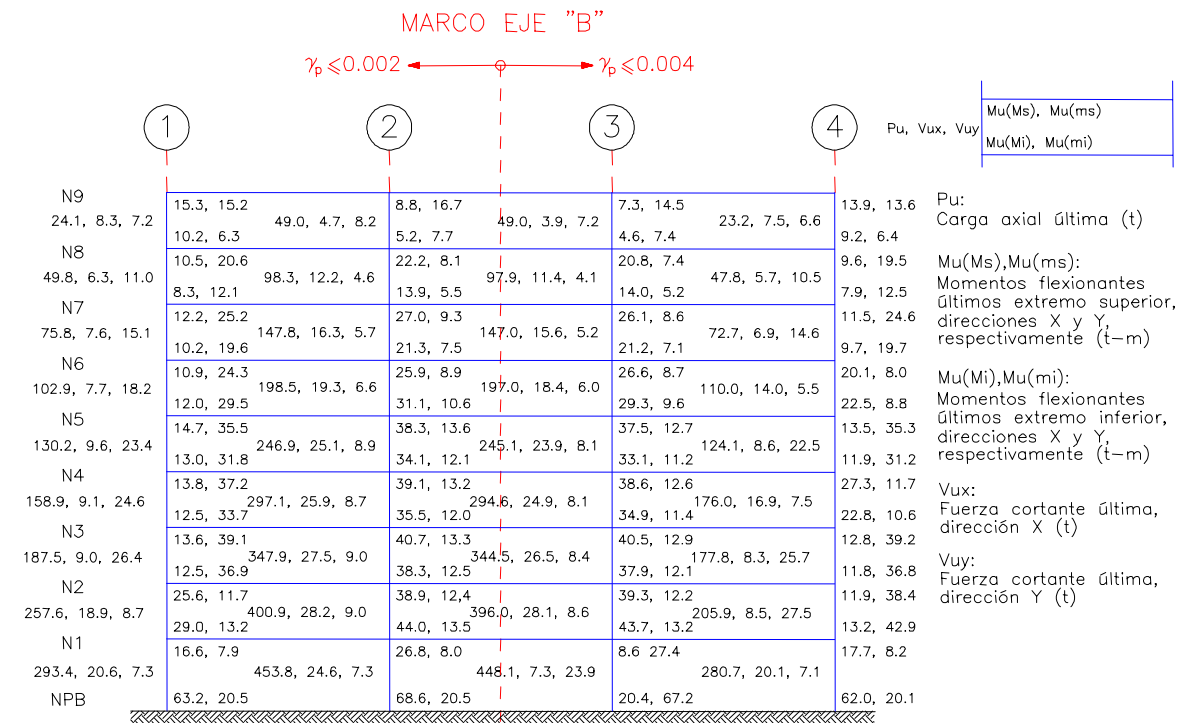 MARCO EJE "B"
γp ⩽0.002
γp ⩽0.004
1
2
3
4
Pu, Vux, Vuy
Mu(Ms), Mu(ms)
Mu(Mi), Mu(mi)
N9
24.1, 8.3, 7.2
15.3, 15.2
10.2, 6.3
49.0, 4.7, 8.2
8.8, 16.7
5.2, 7.7
49.0, 3.9, 7.2
7.3, 14.5
4.6, 7.4
23.2, 7.5, 6.6
13.9, 13.6
9.2, 6.4
N8
49.8, 6.3, 11.0
10.5, 20.6
8.3, 12.1
98.3, 12.2, 4.6
22.2, 8.1
13.9, 5.5
97.9, 11.4, 4.1
20.8, 7.4
14.0, 5.2
47.8, 5.7, 10.5
9.6, 19.5
7.9, 12.5
N7
75.8, 7.6, 15.1
12.2, 25.2
10.2, 19.6
147.8, 16.3, 5.7
27.0, 9.3
21.3, 7.5
147.0, 15.6, 5.2
26.1, 8.6
21.2, 7.1
72.7, 6.9, 14.6
11.5, 24.6
9.7, 19.7
N6
102.9, 7.7, 18.2
10.9, 24.3
12.0, 29.5
198.5, 19.3, 6.6
25.9, 8.9
31.1, 10.6
197.0, 18.4, 6.0
26.6, 8.7
29.3, 9.6
110.0, 14.0, 5.5
20.1, 8.0
22.5, 8.8
N5
130.2, 9.6, 23.4
14.7, 35.5
13.0, 31.8
246.9, 25.1, 8.9
38.3, 13.6
34.1, 12.1
245.1, 23.9, 8.1
37.5, 12.7
33.1, 11.2
124.1, 8.6, 22.5
13.5, 35.3
11.9, 31.2
N4
158.9, 9.1, 24.6
13.8, 37.2
12.5, 33.7
297.1, 25.9, 8.7
39.1, 13.2
35.5, 12.0
294.6, 24.9, 8.1
38.6, 12.6
34.9, 11.4
176.0, 16.9, 7.5
27.3, 11.7
22.8, 10.6
N3
187.5, 9.0, 26.4
13.6, 39.1
12.5, 36.9
347.9, 27.5, 9.0
40.7, 13.3
38.3, 12.5
344.5, 26.5, 8.4
40.5, 12.9
37.9, 12.1
177.8, 8.3, 25.7
12.8, 39.2
11.8, 36.8
N2
257.6, 18.9, 8.7
25.6, 11.7
29.0, 13.2
400.9, 28.2, 9.0
38.9, 12,4
44.0, 13.5
396.0, 28.1, 8.6
39.3, 12.2
43.7, 13.2
205.9, 8.5, 27.5
11.9, 38.4
13.2, 42.9
N1
293.4, 20.6, 7.3
16.6, 7.9
63.2, 20.5
453.8, 24.6, 7.3
26.8, 8.0
68.6, 20.5
448.1, 7.3, 23.9
8.6 27.4
20.4, 67.2
280.7, 20.1, 7.1
17.7, 8.2
62.0, 20.1
NPB
Pu:
Carga axial última (t)
Mu(Ms),Mu(ms):
Momentos flexionantes
últimos extremo superior,
direcciones X y Y,
respectivamente (t-m)
Mu(Mi),Mu(mi):
Momentos flexionantes
últimos extremo inferior,
direcciones X y Y,
respectivamente (t-m)
Vux:
Fuerza cortante última,
dirección X (t)
Vuy:
Fuerza cortante última,
dirección Y (t)